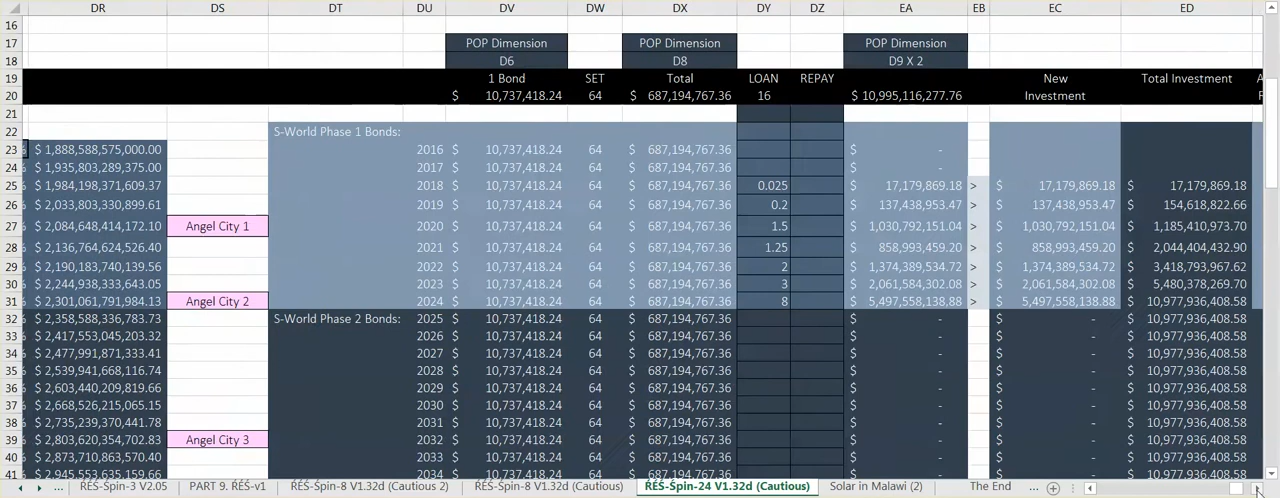 DR DS DT DU DV DW DX DY DZ EA EB EC ED
16
17 POP Dimension POP Dimension POP Dimension
18 D6 D8 D9 X 2
19 1 Bond SET Total LOAN REPAY New Total Investment
20 $ 10,737,418.24 64 $ 687,194,767.36 16 $ 10,995,116,277.76 Investment
21
22 S-World Phase 1 Bonds:
23 $ 1,888,588,575,000.00 2016 $ 10,737,418.24 64 $ 687,194,767.36 $ -
24 $ 1,935,803,289,375.00 2017 $ 10,737,418.24 64 $ 687,194,767.36 $ -
25 $ 1,984,198,371,609.37 2018 $ 10,737,418.24 64 $ 687,194,767.36 0.025 $ 17,179,869.18 > $ 17,179,869.18 $ 17,179,869.18
26 $ 2,033,803,330,899.61 2019 $ 10,737,418.24 64 $ 687,194,767.36 0.2 $ 137,438,953.47 > $ 137,438,953.47 $ 154,618,822.66
27 $ 2,084,648,414,172.10 Angel City 1 2020 $ 10,737,418.24 64 $ 687,194,767.36 1.5 $ 1,030,792,151.04 > $ 1,030,792,151.04 $ 1,185,410,973.70
28 $ 2,136,764,624,526.40 2021 $ 10,737,418.24 64 $ 687,194,767.36 1.25 $ 858,993,459.20 > $ 858,993,459.20 $ 2,044,404,432.90
29 $ 2,190,183,740,139.56 2022 $ 10,737,418.24 64 $ 687,194,767.36 2 $ 1,374,389,534.72 > $ 1,374,389,534.72 $ 3,418,793,967.62
30 $ 2,244,938,333,643.05 2023 $ 10,737,418.24 64 $ 687,194,767.36 3 $ 2,061,584,302.08 > $ 2,061,584,302.08 $ 5,480,378,269.70
31 $ 2,301,061,791,984.13 Angel City 2 2024 $ 10,737,418.24 64 $ 687,194,767.36 8 $ 5,497,558,138.88 > $ 5,497,558,138.88 $ 10,977,936,408.58
32 $ 2,358,588,336,783.73 S-World Phase 2 Bonds: 2025 $ 10,737,418.24 64 $ 687,194,767.36 $ - $ - $ 10,977,936,408.58
33 $ 2,417,553,045,203.32 2026 $ 10,737,418.24 64 $ 687,194,767.36 $ - $ - $ 10,977,936,408.58
34 $ 2,477,991,871,333.41 2027 $ 10,737,418.24 64 $ 687,194,767.36 $ - $ - $ 10,977,936,408.58
35 $ 2,539,941,668,116.74 2028 $ 10,737,418.24 64 $ 687,194,767.36 $ - $ - $ 10,977,936,408.58
36 $ 2,603,440,209,819.66 2029 $ 10,737,418.24 64 $ 687,194,767.36 $ - $ - $ 10,977,936,408.58
37 $ 2,668,526,215,065.15 2030 $ 10,737,418.24 64 $ 687,194,767.36 $ - $ - $ 10,977,936,408.58
38 $ 2,735,239,370,441.78 2031 $ 10,737,418.24 64 $ 687,194,767.36 $ - $ - $ 10,977,936,408.58
39 $ 2,803,620,354,702.83 Angel City 3 2032 $ 10,737,418.24 64 $ 687,194,767.36 $ - $ - $ 10,977,936,408.58
40 $ 2,873,710,863,570.40 2033 $ 10,737,418.24 64 $ 687,194,767.36 $ - $ - $ 10,977,936,408.58
41 $ 2,945,553,635,159.66 2034 $ 10,737,418.24 64 $ 687,194,767.36 $ - $ - $ 10,977,936,408.58
... RES-Spin-3 V2.05 PART 9. RÉS-v1 RES-Spin-8 V1.32d (Cautious 2) RES-Spin-8 V1.32d (Cautious) RES-Spin-24 V1.32d (Cautious) Solar in Malawi (2) The End ...